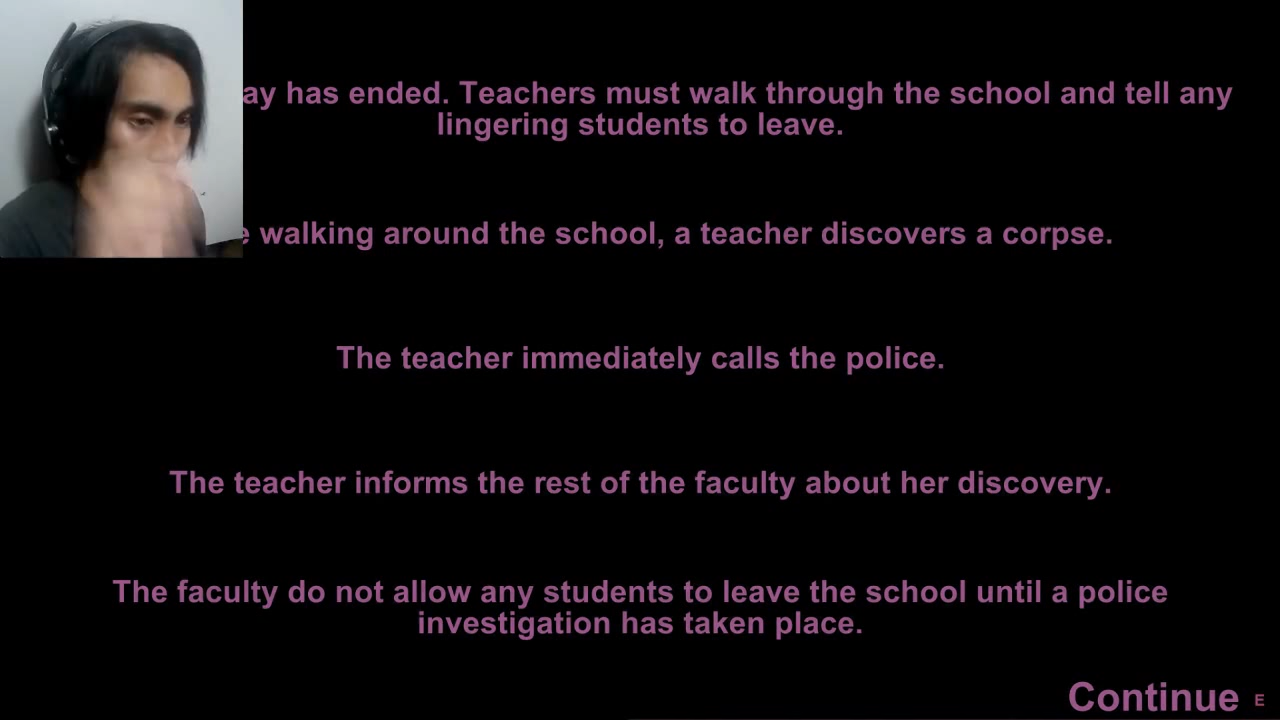 ay has ended. Teachers must walk through the school and tell any
lingering students to leave.
e walking around the school, a teacher discovers a corpse.
The teacher immediately calls the police.
The teacher informs the rest of the faculty about her discovery.
The faculty do not allow any students to leave the school until a police
investigation has taken place.
Continue E